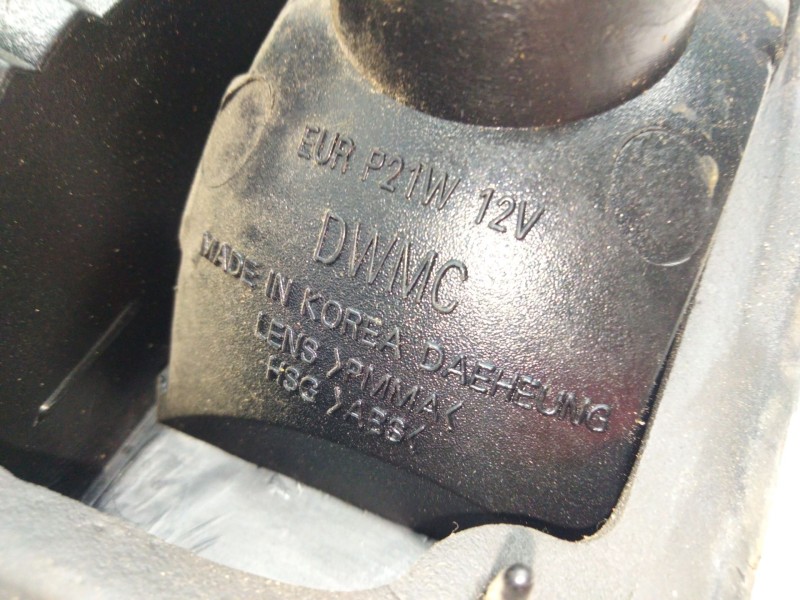 EUR P21W 12V
DWMC
MADE IN KOREA DAEHEUNG
LENS >PMMA<
HSG >ABS<